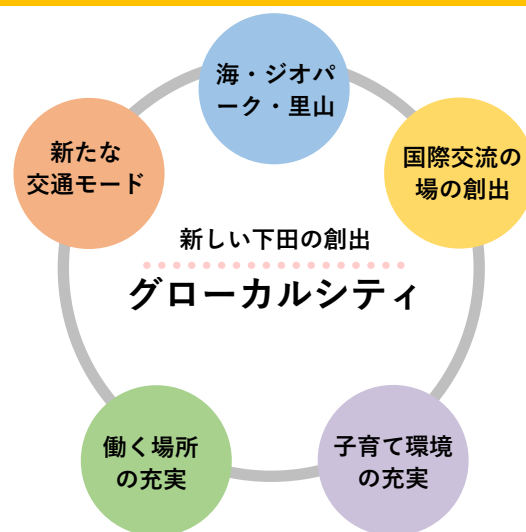 海・ジオパ
ーク・里山
新たな
交通モード
国際交流の
場の創出
新しい下田の創出
グローカルシティ
働く場所
の充実
子育て環境
の充実